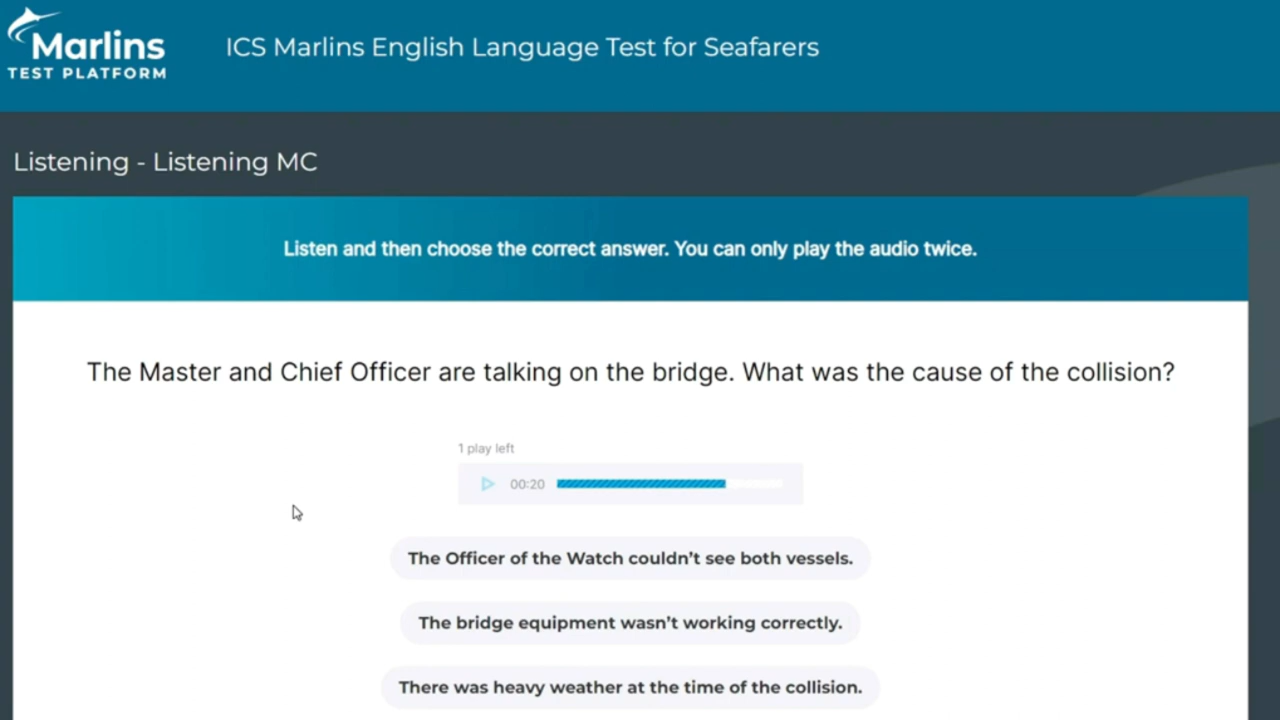 Marlins
TEST PLATFORM
ICS Marlins English Language Test for Seafarers
Listening - Listening MC
Listen and then choose the correct answer. You can only play the audio twice.
The Master and Chief Officer are talking on the bridge. What was the cause of the collision?
1 play left
00:20
The Officer of the Watch couldn’t see both vessels.
The bridge equipment wasn’t working correctly.
There was heavy weather at the time of the collision.